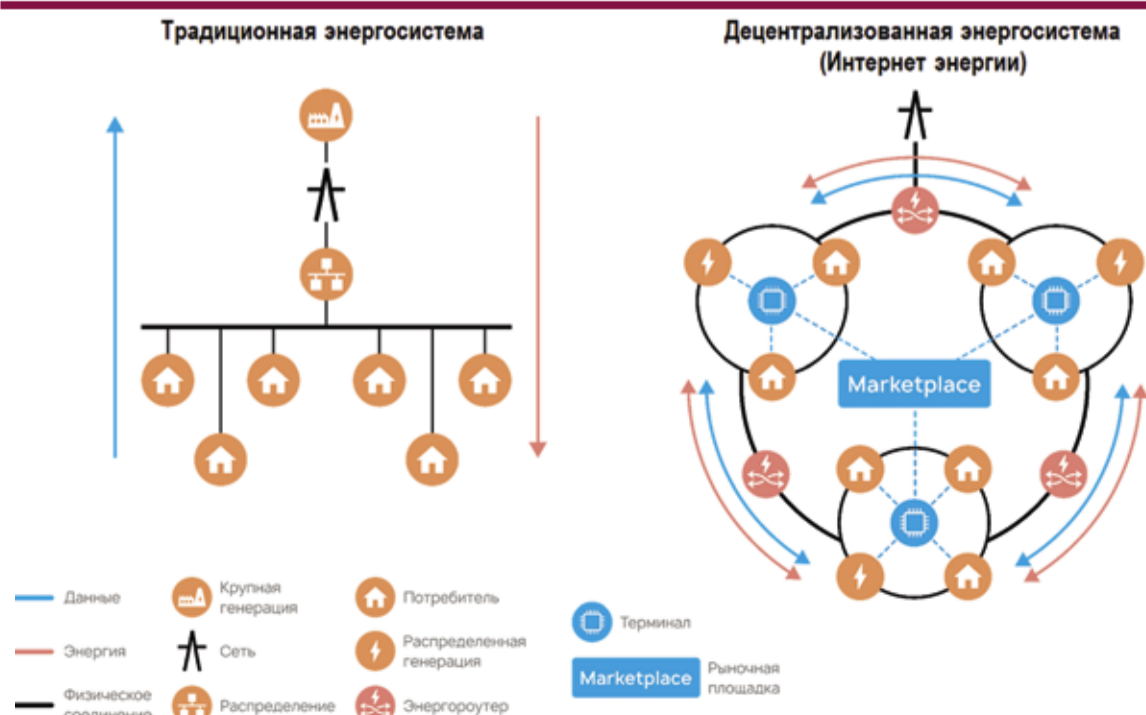 Традиционная энергосистема
Децентрализованная энергосистема
(Интернет энергии)
Marketplace
Данные
Энергия
Физическое
соединение
Крупная
генерация
Сеть
Распределение
Потребитель
Распределенная
генерация
Энергороутер
Терминал
Marketplace
Рыночная
площадка